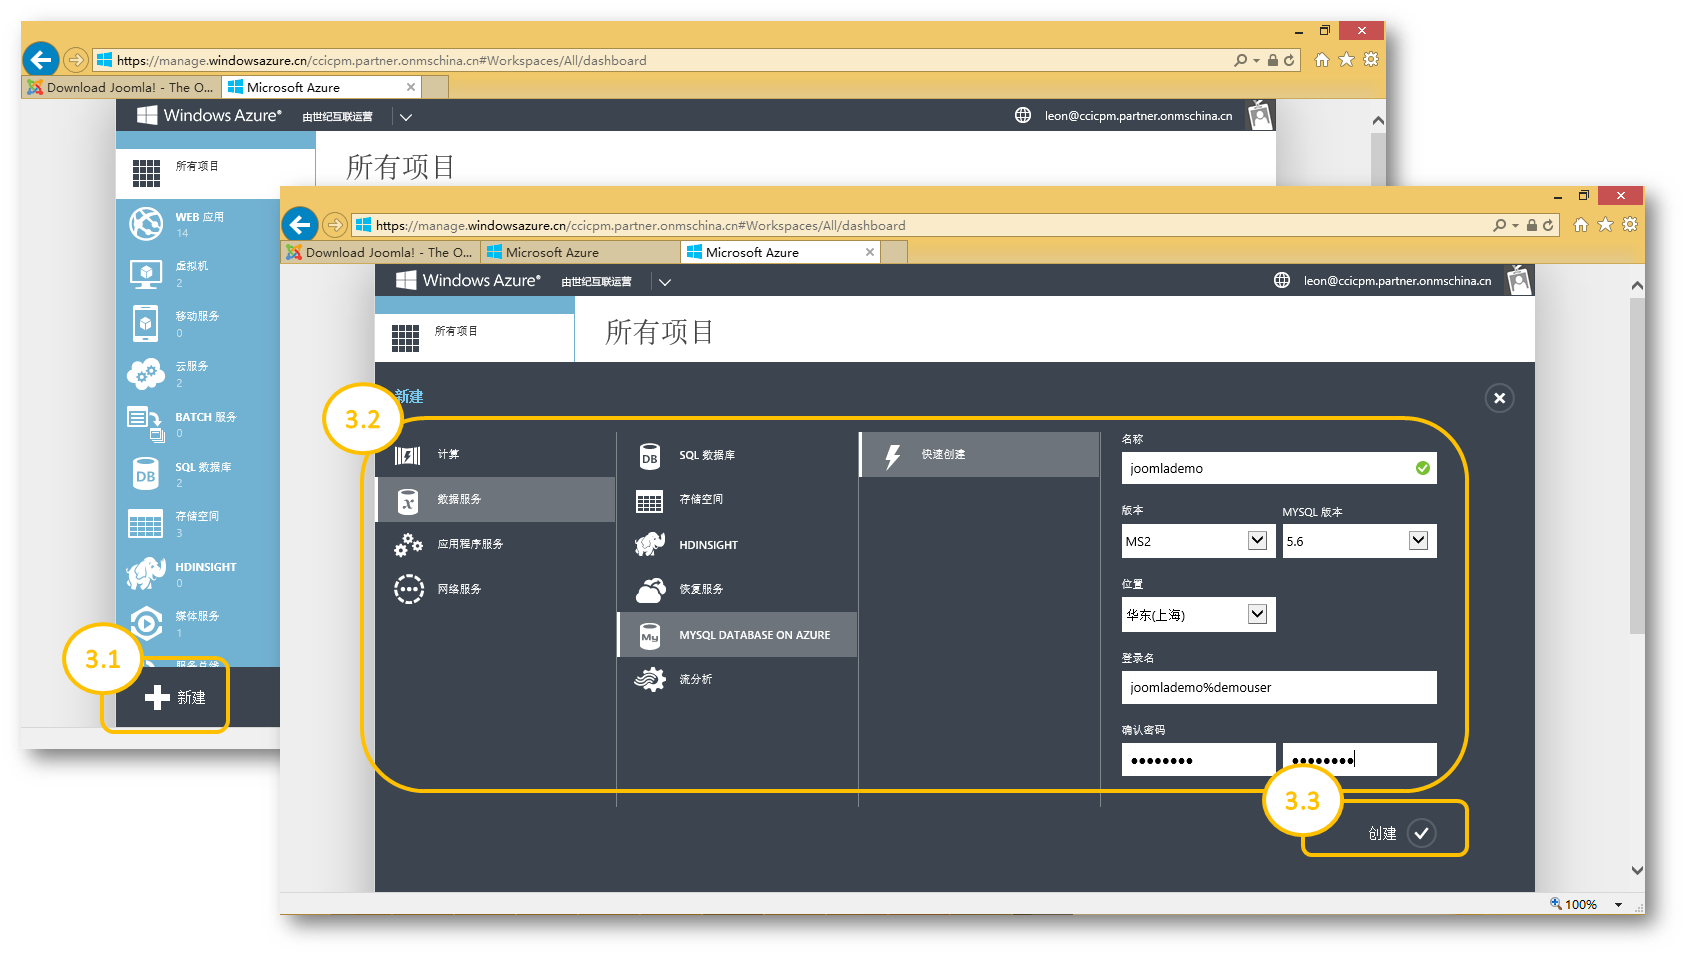 https://manage.windowsazure.cn/ccicpm.partner.onmschina.cn#Workspaces/All/dashboard
Download Joomla! - The O...
Microsoft Azure
Windows Azure 由世纪互联运营
leon@ccicpm.partner.onmschina.cn
所有项目
所有项目
WEB 应用
14
虚拟机
2
移动服务
0
云服务
2
BATCH 服务
0
SQL 数据库
2
DB
存储空间
3
HDINSIGHT
0
媒体服务
1
服务总线
3.1
新建
https://manage.windowsazure.cn/ccicpm.partner.onmschina.cn#Workspaces/All/dashboard
Download Joomla! - The O...
Microsoft Azure
Microsoft Azure
Windows Azure 由世纪互联运营
leon@ccicpm.partner.onmschina.cn
所有项目
所有项目
新建
3.2
计算
数据服务
应用程序服务
网络服务
DB
SQL 数据库
存储空间
HDINSIGHT
恢复服务
My
MYSQL DATABASE ON AZURE
流分析
快速创建
名称
joomlademo
版本
MYSQL 版本
MS2
5.6
位置
华东(上海)
登录名
joomlademo%demouser
确认密码
3.3
创建
100%